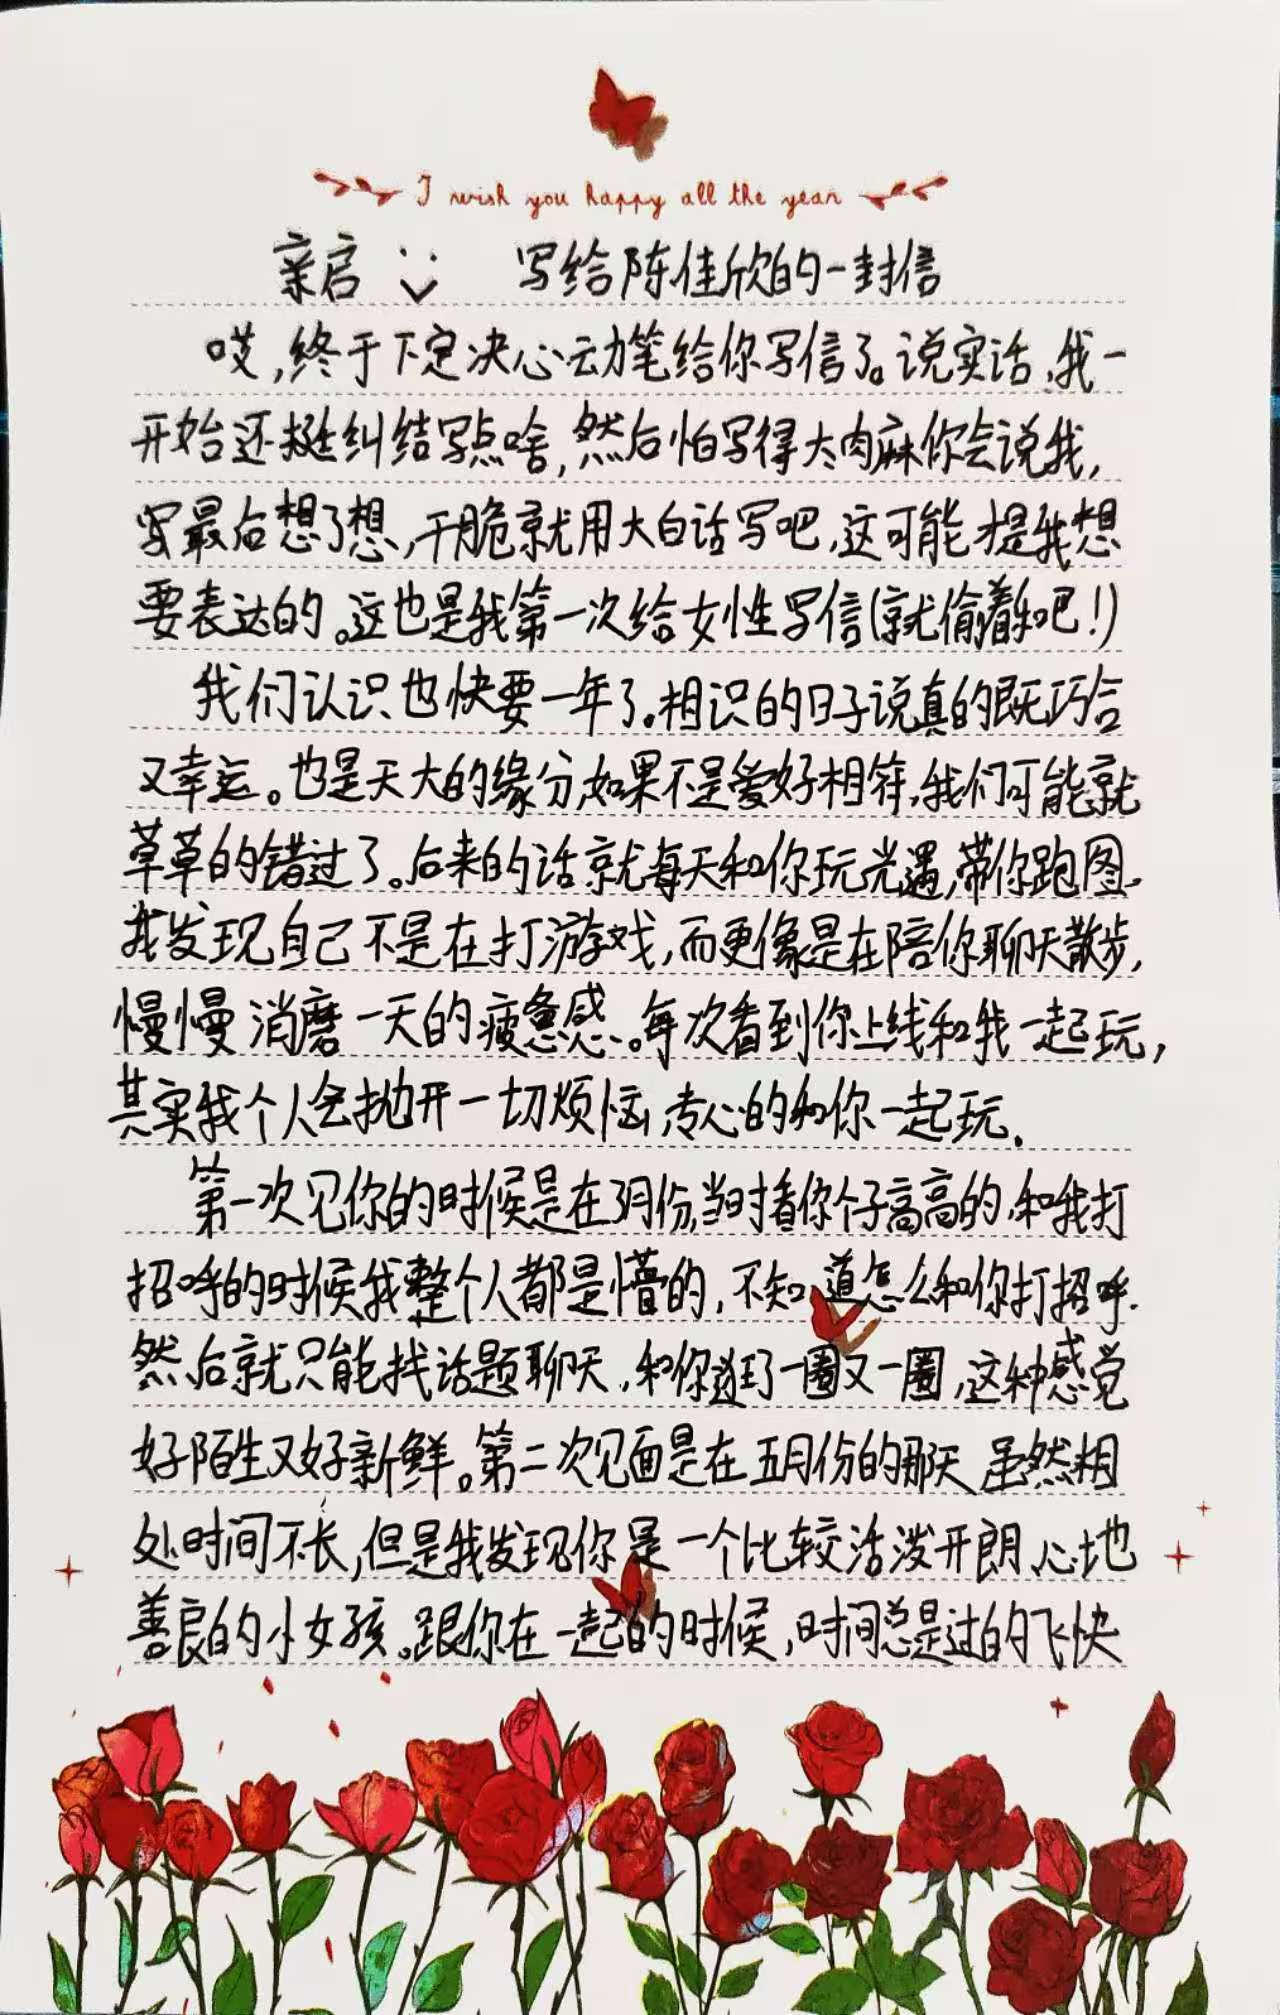 I wish you happy all the year
亲启 写给陈佳欣的一封信
哎,终于下定决心动笔给你写信了。说实话,我一
开始还挺纠结写点啥,然后怕写得太肉麻你会说我,
写最后想了想,干脆就用大白话写吧,这可能才是我想
要表达的。这也是我第一次给女性写信(就偷着乐吧!)
我们认识也快要一年了。相识的日子说真的既巧合
又幸运。也是天大的缘分,如果不是爱好相符,我们可能就
草草的错过了。后来的话就每天和你玩光遇,带你跑图.
我发现自己不是在打游戏,而更像是在陪你聊天散步,
慢慢消磨一天的疲惫感。每次看到你上线和我一起玩,
其实我个人会抛开一切烦恼,专心的和你一起玩.
第一次见你的时候是在3月份,当时看你个子高高的,和我打
招呼的时候我整个人都是懵的,不知道怎么和你打招呼.
然后就只能找话题聊天,和你逛了一圈又一圈,这种感觉
好陌生又好新鲜。第二次见面是在五月份的那天,虽然相
处时间不长,但是我发现你是一个比较活泼开朗、心地
善良的小女孩。跟你在一起的时候,时间总是过的飞快